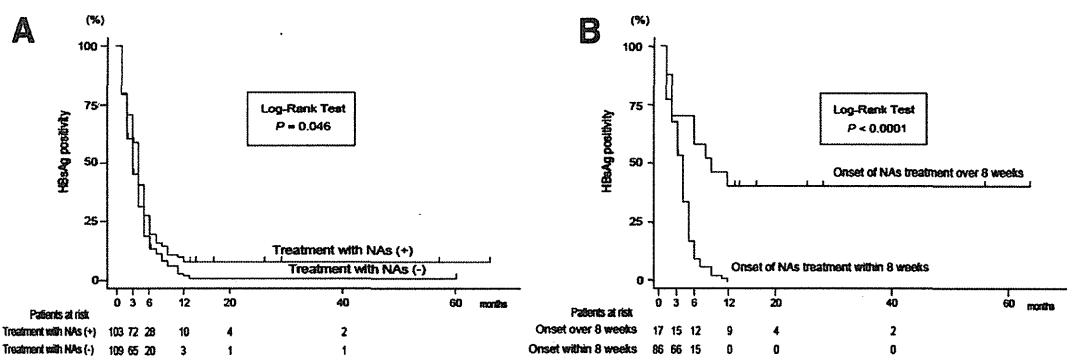 A
(%)
100
75
50
25
0
HBsAg positivity
Log-Rank Test
P = 0.046
Treatment with NAs (+)
Treatment with NAs (-)
0 3 6 12 20 40 60 months
Patients at risk
Treatment with NAs (+) 103 72 28 10 4 2
Treatment with NAs (-) 109 65 20 3 1 1
B
(%)
100
75
50
25
0
HBsAg positivity
Log-Rank Test
P < 0.0001
Onset of NAs treatment over 8 weeks
Onset of NAs treatment within 8 weeks
0 3 6 12 20 40 60 months
Patients at risk
Onset over 8 weeks 17 15 12 9 4 2
Onset within 8 weeks 86 66 15 0 0 0